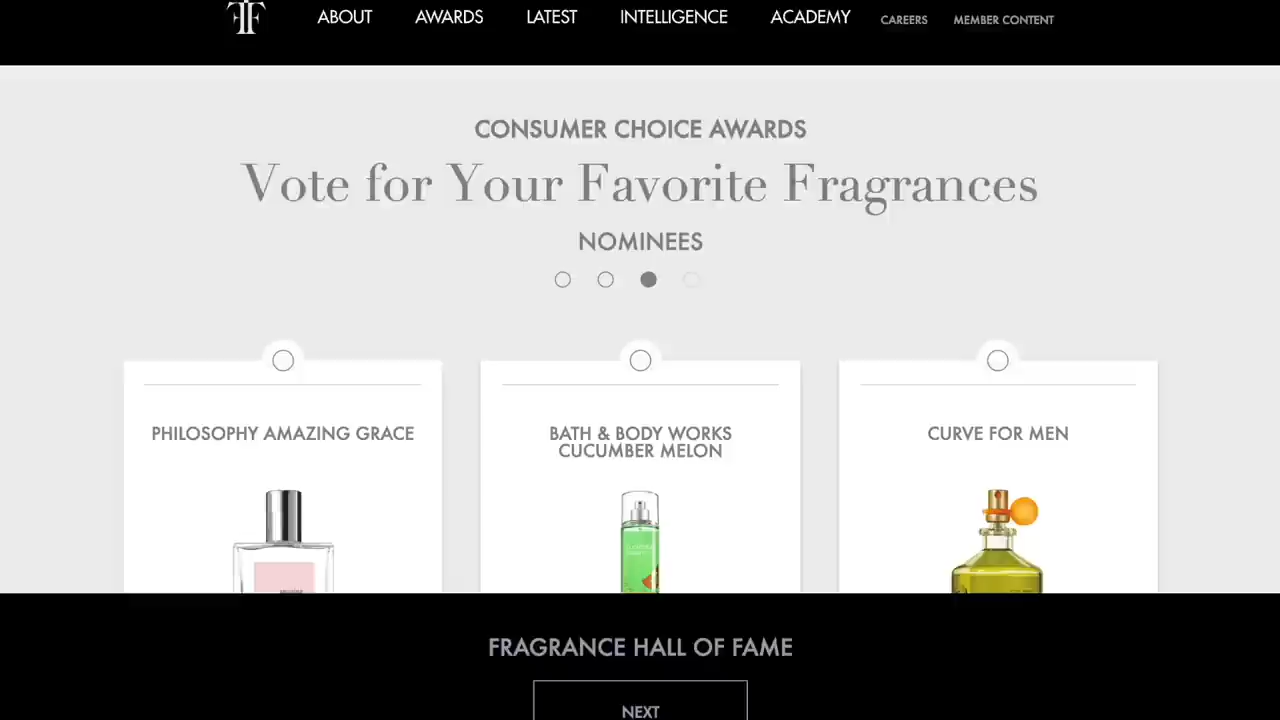 ABOUT AWARDS LATEST INTELLIGENCE ACADEMY CAREERS MEMBER CONTENT
CONSUMER CHOICE AWARDS
Vote for Your Favorite Fragrances
NOMINEES
PHILOSOPHY AMAZING GRACE
BATH & BODY WORKS
CUCUMBER MELON
CURVE FOR MEN
FRAGRANCE HALL OF FAME
NEXT